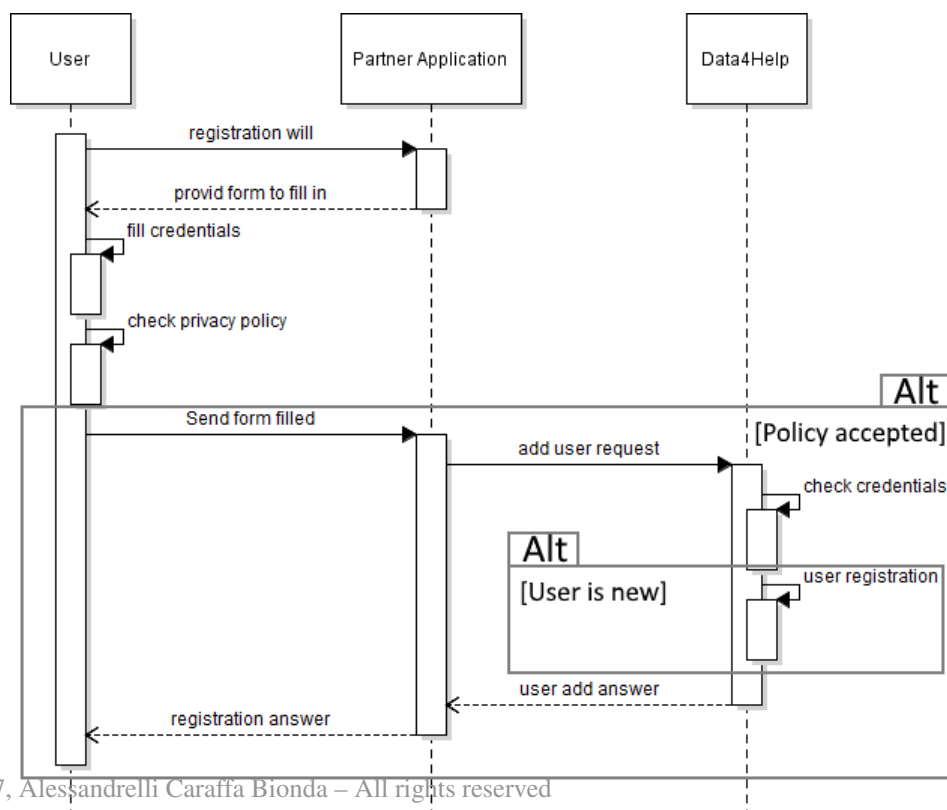 User
Partner Application
Data4Help
registration will
provid form to fill in
fill credentials
check privacy policy
Alt
Send form filled
[Policy accepted]
add user request
check credentials
Alt
user registration
[User is new]
user add answer
registration answer
7, Alessandrelli Caraffa Bionda – All rights reserved